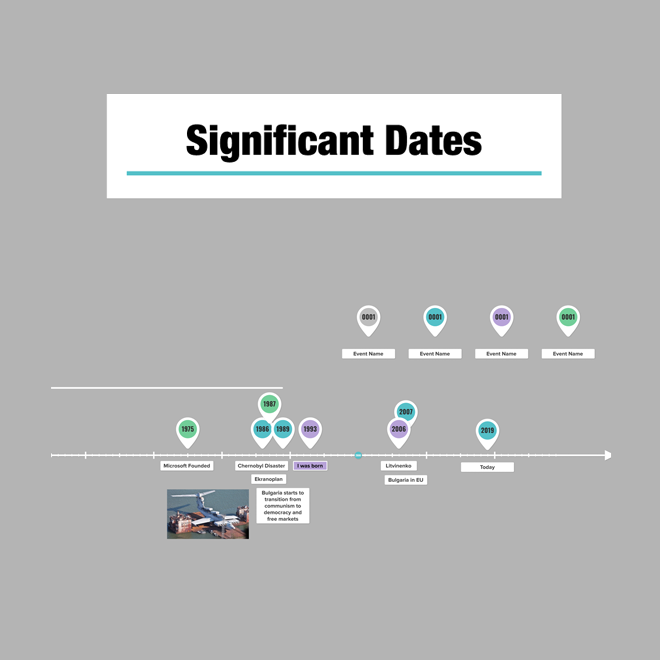 Significant Dates
0001
0001
0001
0001
Event Name
Event Name
Event Name
Event Name
1987
2007
1975
1986
1989
1993
2006
2019
Microsoft Founded
Chernobyl Disaster
I was born
Litvinenko
Today
Ekranoplan
Bulgaria in EU
Bulgaria starts to
transition from
communism to
democracy and
free markets